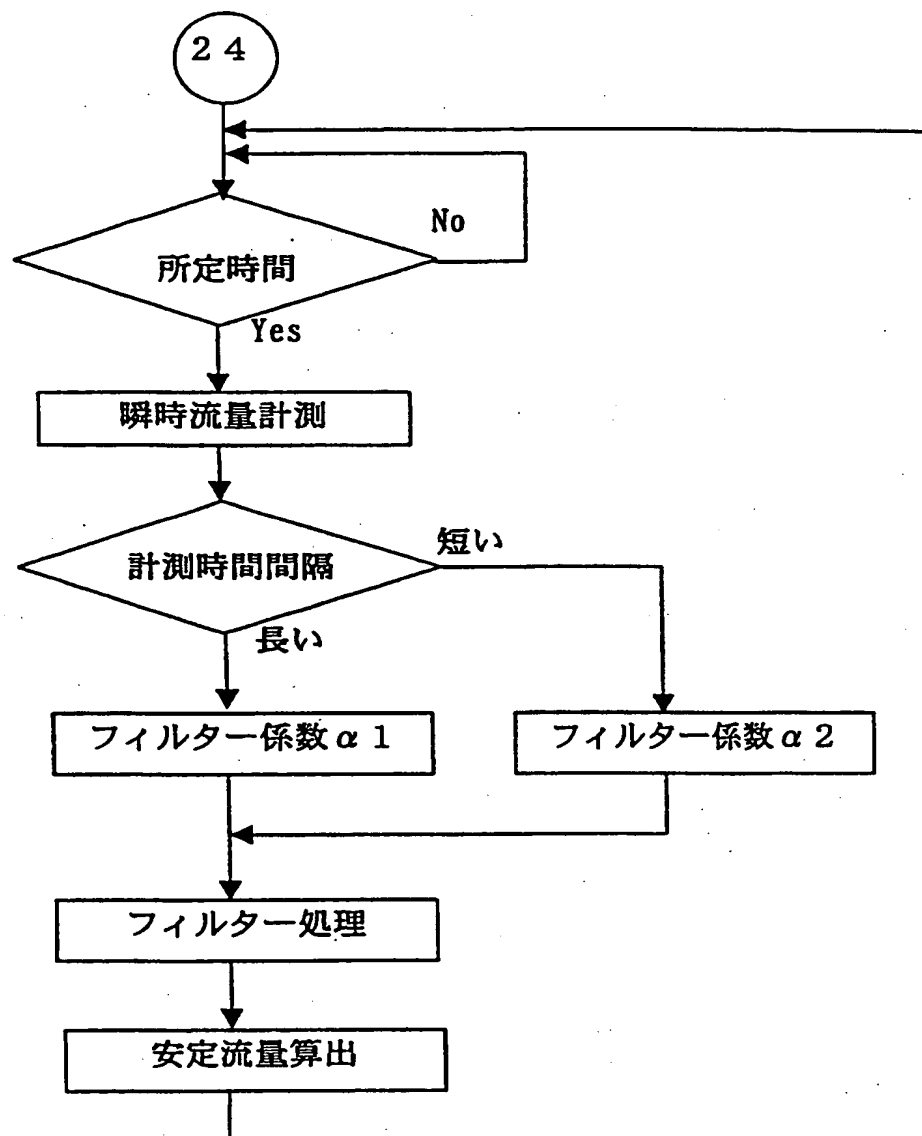 ２４
No
所定時間
Yes
瞬時流量計測
短い
計測時間間隔
長い
フィルター係数α１
フィルター係数α２
フィルター処理
安定流量算出